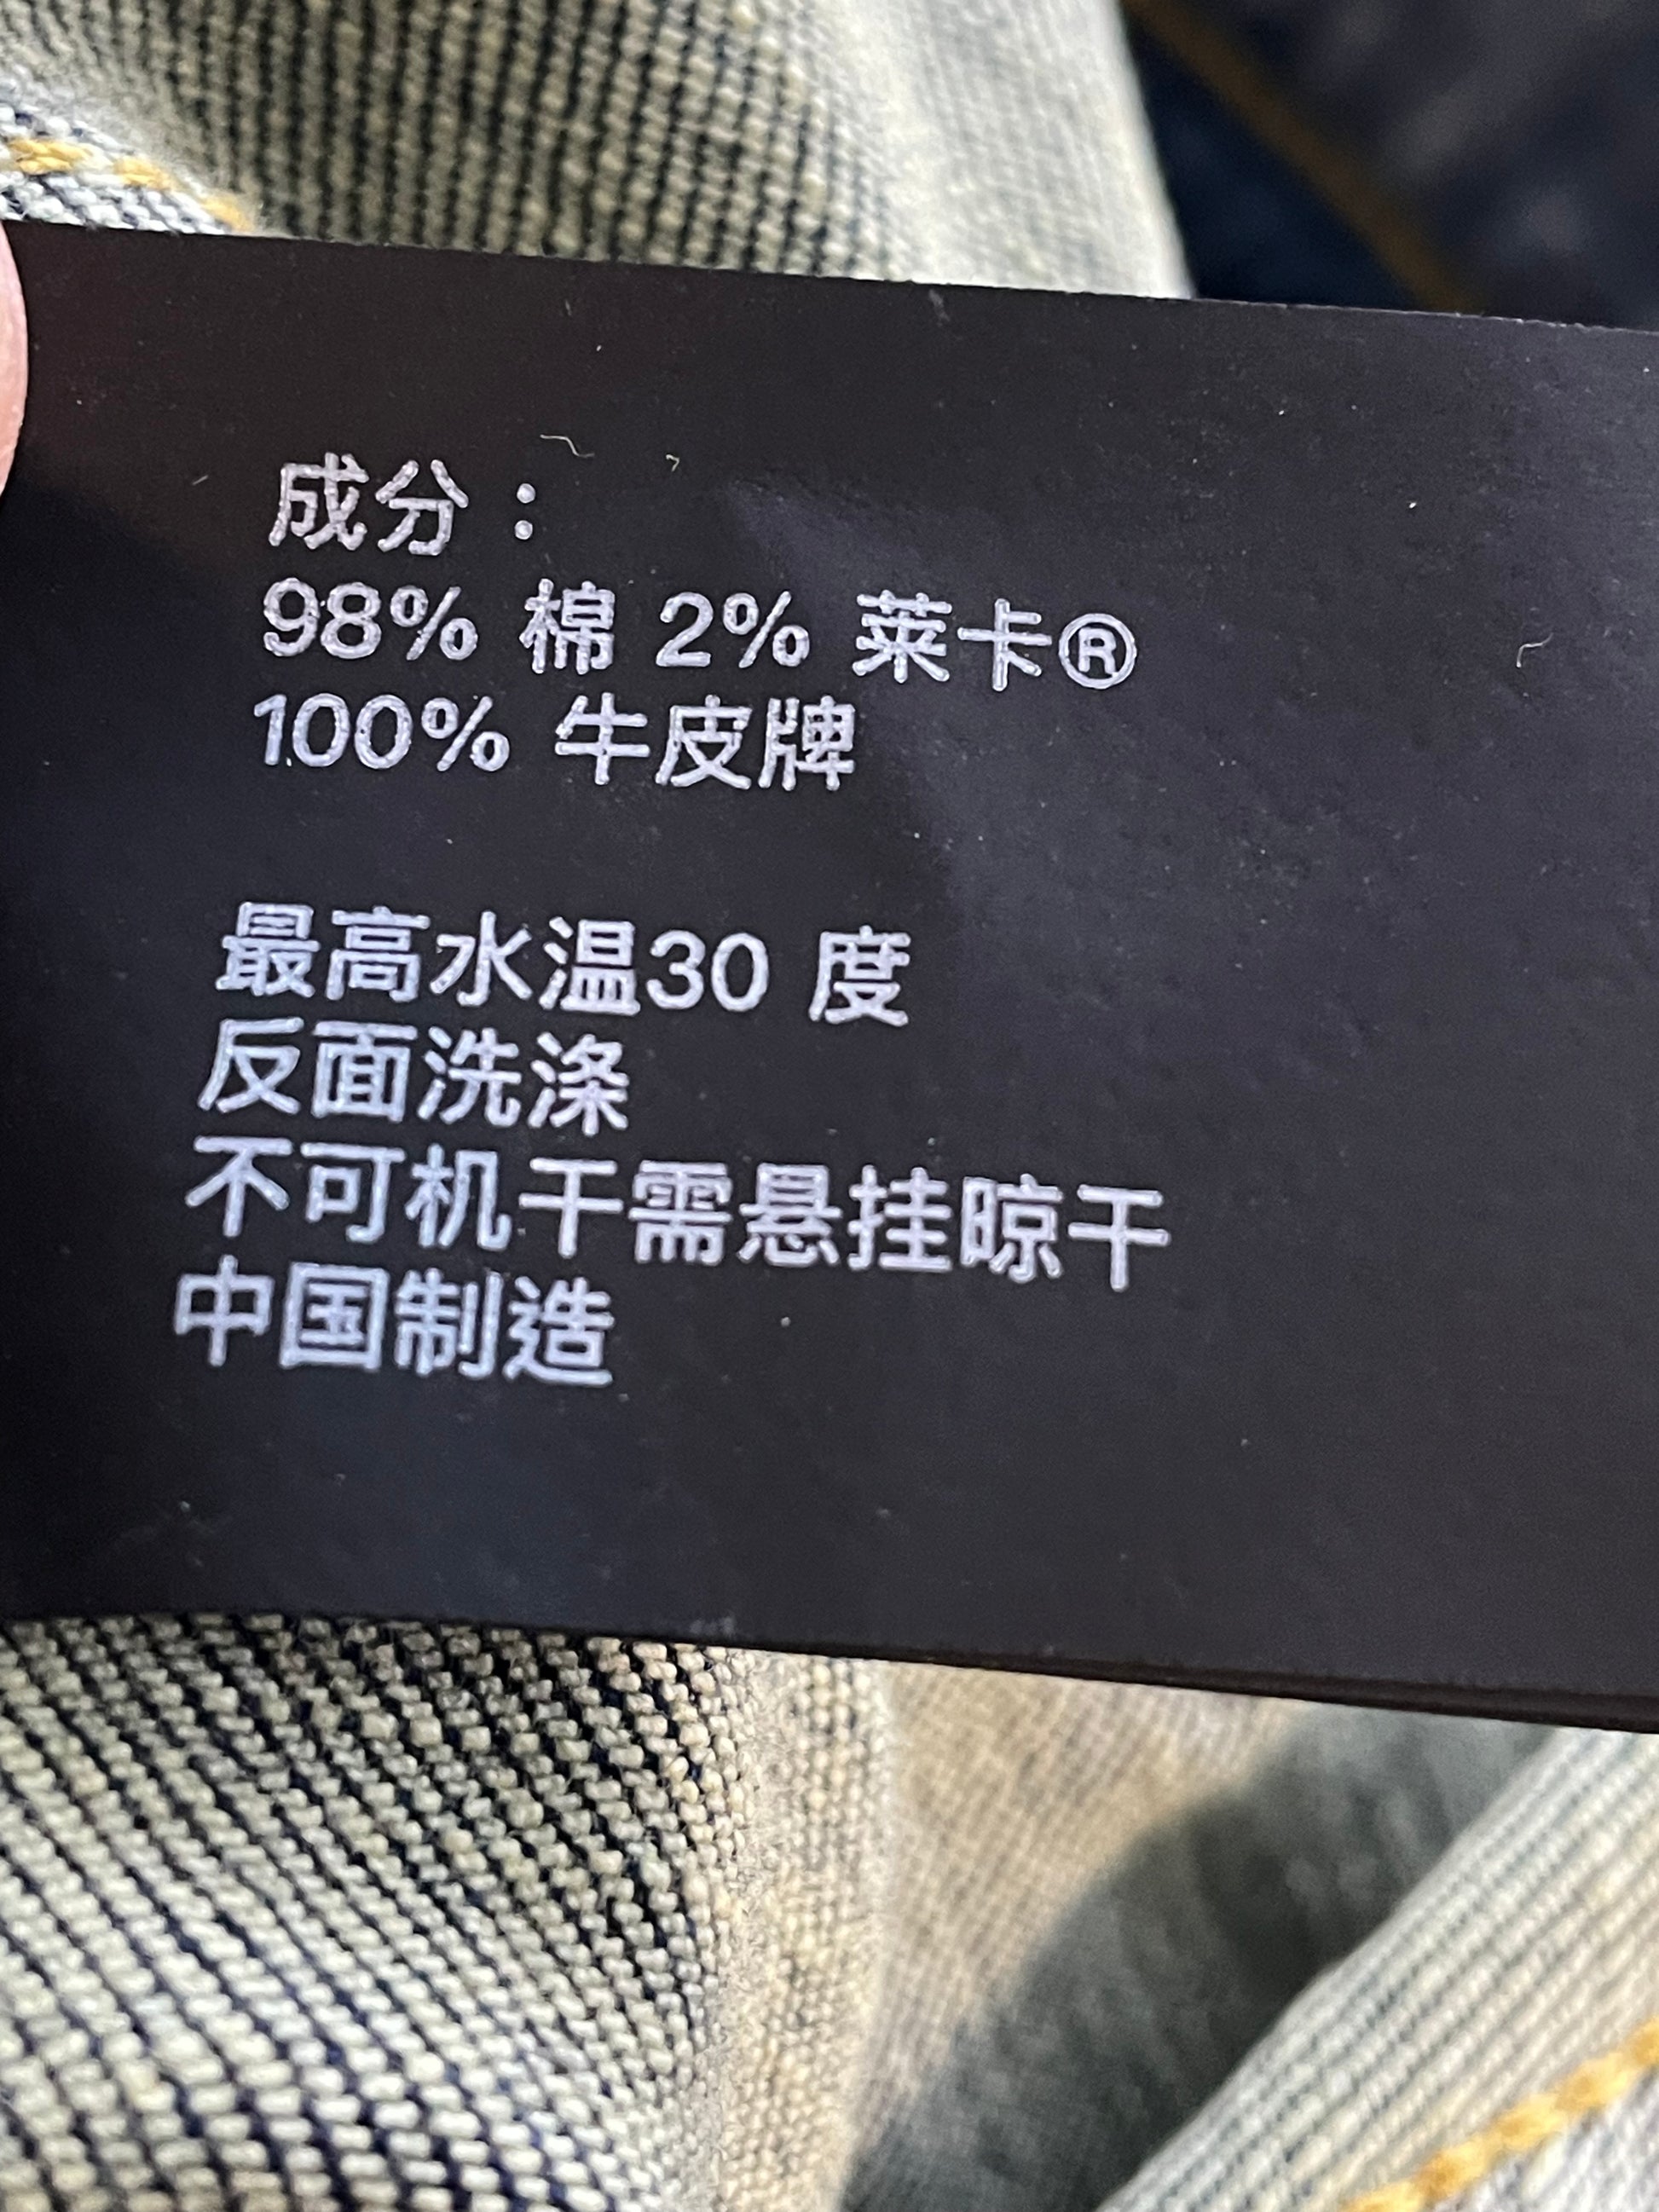 成分：
98% 棉 2% 莱卡®
100% 牛皮牌
最高水温30 度
反面洗涤
不可机干需悬挂晾干
中国制造